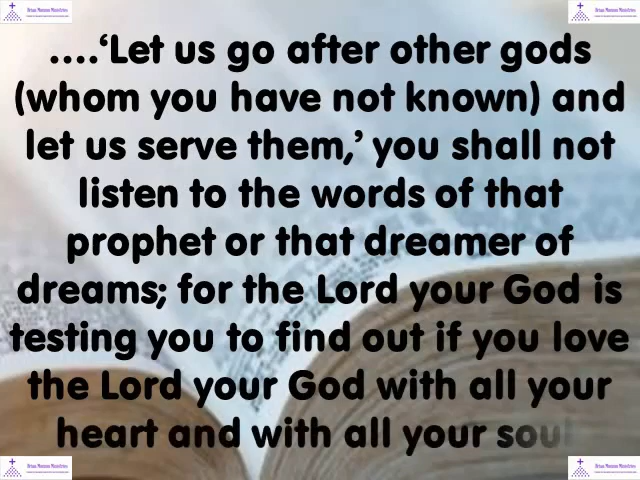 ....‘Let us go after other gods
(whom you have not known) and
let us serve them,’ you shall not
listen to the words of that
prophet or that dreamer of
dreams; for the Lord your God is
testing you to find out if you love
the Lord your God with all your
heart and with all your soul